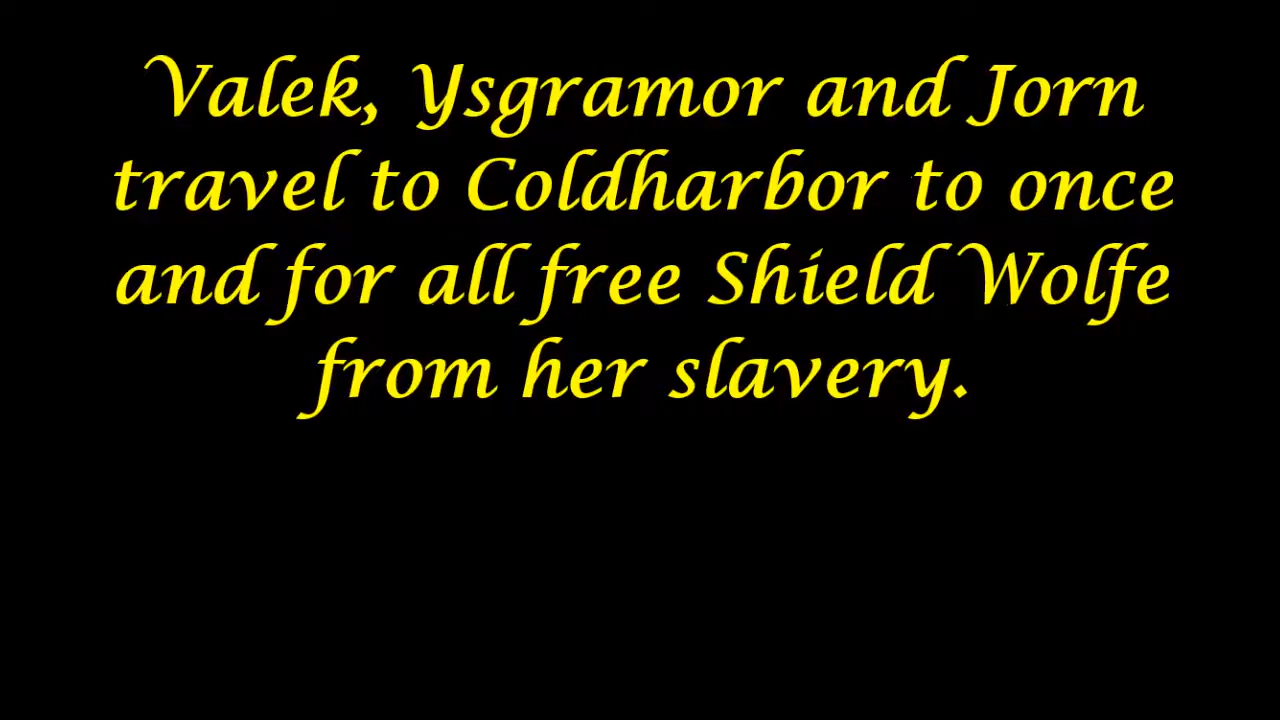 Valek, Ysgramor and Jorn
travel to Coldharbor to once
and for all free Shield Wolfe
from her slavery.